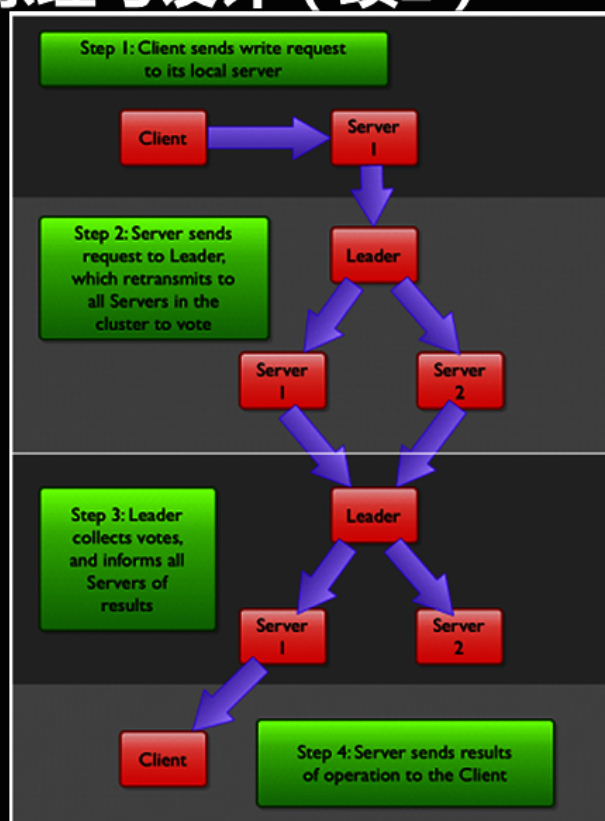 Step 1: Client sends write request
to its local server
Client
Server
1
Step 2: Server sends
request to Leader,
which retransmits to
all Servers in the
cluster to vote
Leader
Server
1
Server
2
Step 3: Leader
collects votes,
and informs all
Servers of
results
Leader
Server
1
Server
2
Client
Step 4: Server sends results
of operation to the Client